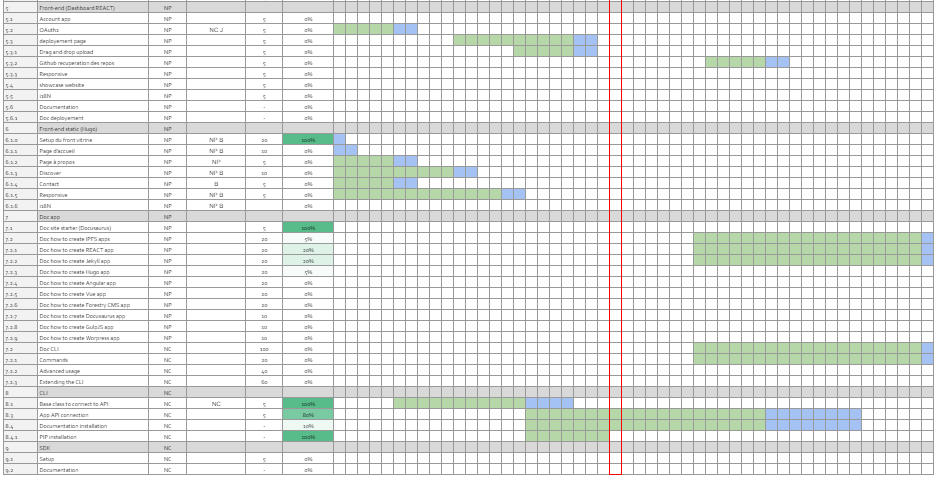 5 Front-end (Dashboard REACT) NP
5.1 Account app NP 5 0%
5.2 OAuths NP NC J 5 0%
5.3 deployement page NP 5 0%
5.3.1 Drag and drop upload NP 5 0%
5.3.2 Github recuperation des repos NP 5 0%
5.3.3 Responsive NP 5 0%
5.4 showcase website NP 5 0%
5.5 i18N NP 5 0%
5.6 Documentation NP - 0%
5.6.1 Doc deployement NP - 0%
6 Front-end static (Hugo) NP
6.1.0 Setup du front vitrine NP NP B 20 100%
6.1.1 Page d'accueil NP NP B 10 0%
6.1.2 Page à propos NP NP 5 0%
6.1.3 Discover NP NP B 10 0%
6.1.4 Contact NP B 5 0%
6.1.5 Responsive NP NP B 5 0%
6.1.6 i18N NP NP B 0%
7 Doc app NP
7.1 Doc site starter (Docusaurus) NP 5 100%
7.2 Doc how to create IPFS apps NP 20 5%
7.2.1 Doc how to create REACT app NP 20 20%
7.2.2 Doc how to create Jekyll app NP 20 20%
7.2.3 Doc how to create Hugo app NP 20 5%
7.2.4 Doc how to create Angular app NP 20 0%
7.2.5 Doc how to create Vue app NP 20 0%
7.2.6 Doc how to create Forestry CMS app NP 20 0%
7.2.7 Doc how to create Docusaurus app NP 10 0%
7.2.8 Doc how to create GulpJS app NP 10 0%
7.2.9 Doc how to create Worpress app NP 10 0%
7.2 Doc CLI NC 100 0%
7.2.1 Commands NC 20 0%
7.2.2 Advanced usage NC 40 0%
7.2.3 Extending the CLI NC 60 0%
8 CLI NC
8.2 Base class to connect to API NC NC 5 100%
8.3 App API connection NC 5 80%
8.4 Documentation installation NC - 10%
8.4.1 PIP installation NC - 100%
9 SDK NC
9.1 Setup NC 5 0%
9.2 Documentation NC - 0%